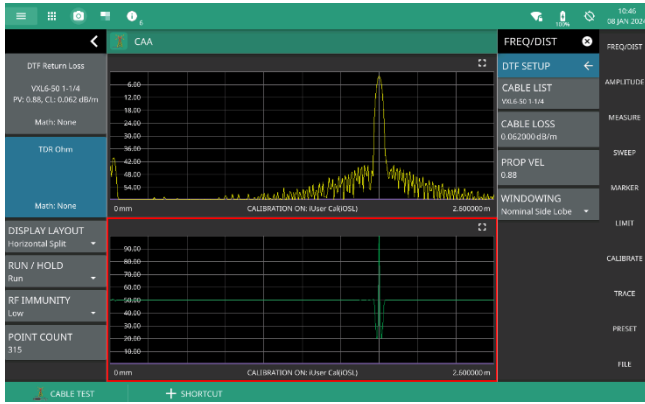 6
100%
10:46
08 JAN 2024
DTF Return Loss
VXL6-50 1-1/4
PV: 0.88, CL: 0.062 dB/m
Math: None
TDR Ohm
Math: None
DISPLAY LAYOUT
Horizontal Split
RUN / HOLD
Run
RF IMMUNITY
Low
POINT COUNT
315
CAA
6.00
12.00
18.00
24.00
30.00
36.00
42.00
48.00
54.00
0 mm
CALIBRATION ON: iUser Cal(iOSL)
2.600000 m
90.00
80.00
70.00
60.00
50.00
40.00
30.00
20.00
10.00
0 mm
CALIBRATION ON: iUser Cal(iOSL)
2.600000 m
FREQ/DIST
DTF SETUP
CABLE LIST
VXL6-50 1-1/4
CABLE LOSS
0.062000 dB/m
PROP VEL
0.88
WINDOWING
Nominal Side Lobe
FREQ/DIST
AMPLITUDE
MEASURE
SWEEP
MARKER
LIMIT
CALIBRATE
TRACE
PRESET
FILE
CABLE TEST
SHORTCUT